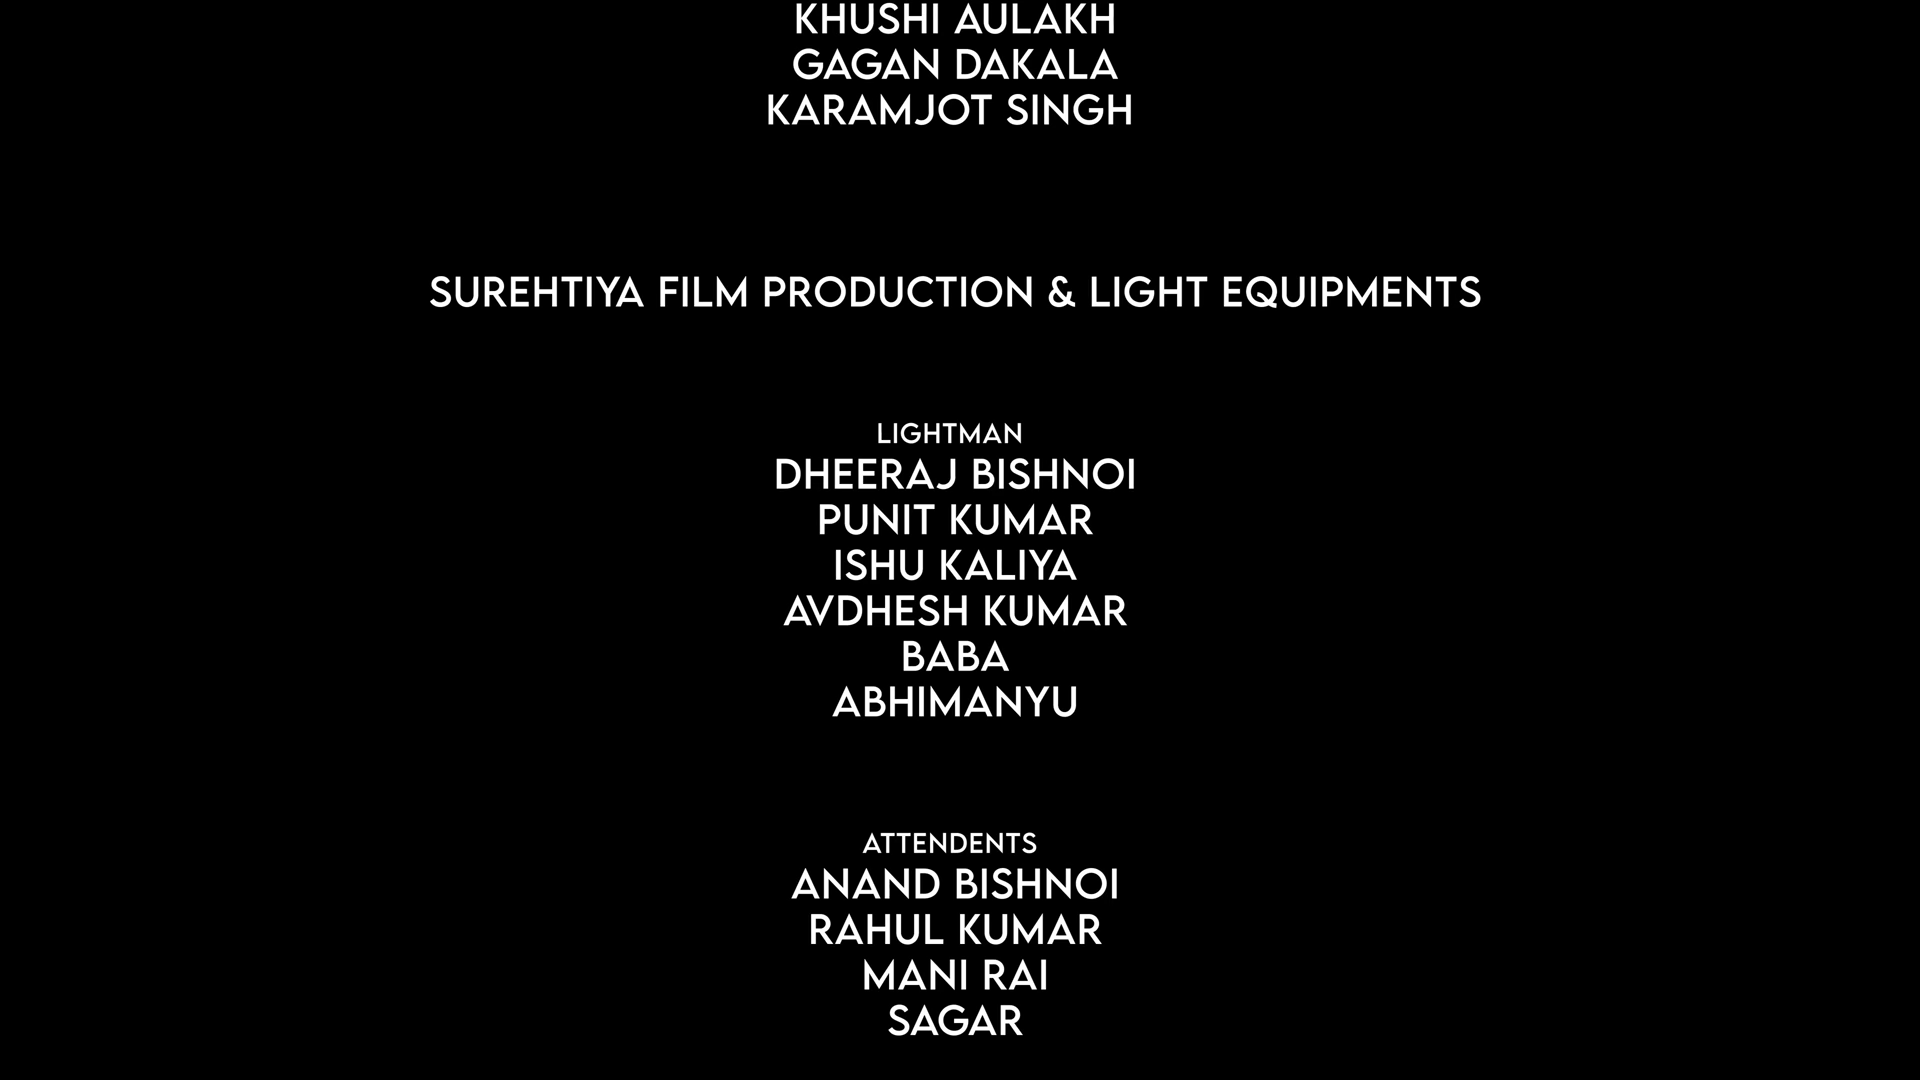 KHUSHI AULAKH
GAGAN DAKALA
KARAMJOT SINGH
SUREHTIYA FILM PRODUCTION & LIGHT EQUIPMENTS
LIGHTMAN
DHEERAJ BISHNOI
PUNIT KUMAR
ISHU KALIYA
AVDHESH KUMAR
BABA
ABHIMANYU
ATTENDENTS
ANAND BISHNOI
RAHUL KUMAR
MANI RAI
SAGAR